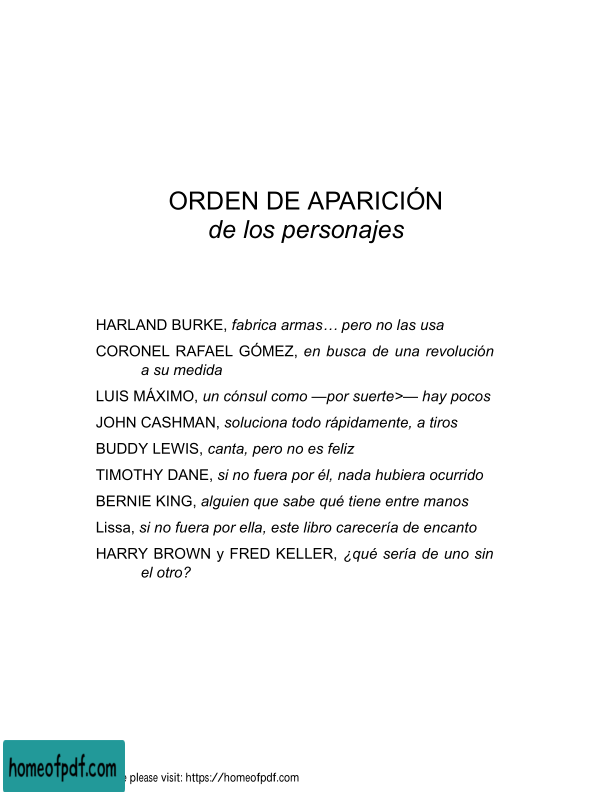 ORDEN DE APARICIÓN
de los personajes
HARLAND BURKE, fabrica armas… pero no las usa
CORONEL RAFAEL GÓMEZ, en busca de una revolución
a su medida
LUIS MÁXIMO, un cónsul como —por suerte>— hay pocos
JOHN CASHMAN, soluciona todo rápidamente, a tiros
BUDDY LEWIS, canta, pero no es feliz
TIMOTHY DANE, si no fuera por él, nada hubiera ocurrido
BERNIE KING, alguien que sabe qué tiene entre manos
Lissa, si no fuera por ella, este libro carecería de encanto
HARRY BROWN y FRED KELLER, ¿qué sería de uno sin
el otro?
homeofpdf.com
please visit: https://homeofpdf.com